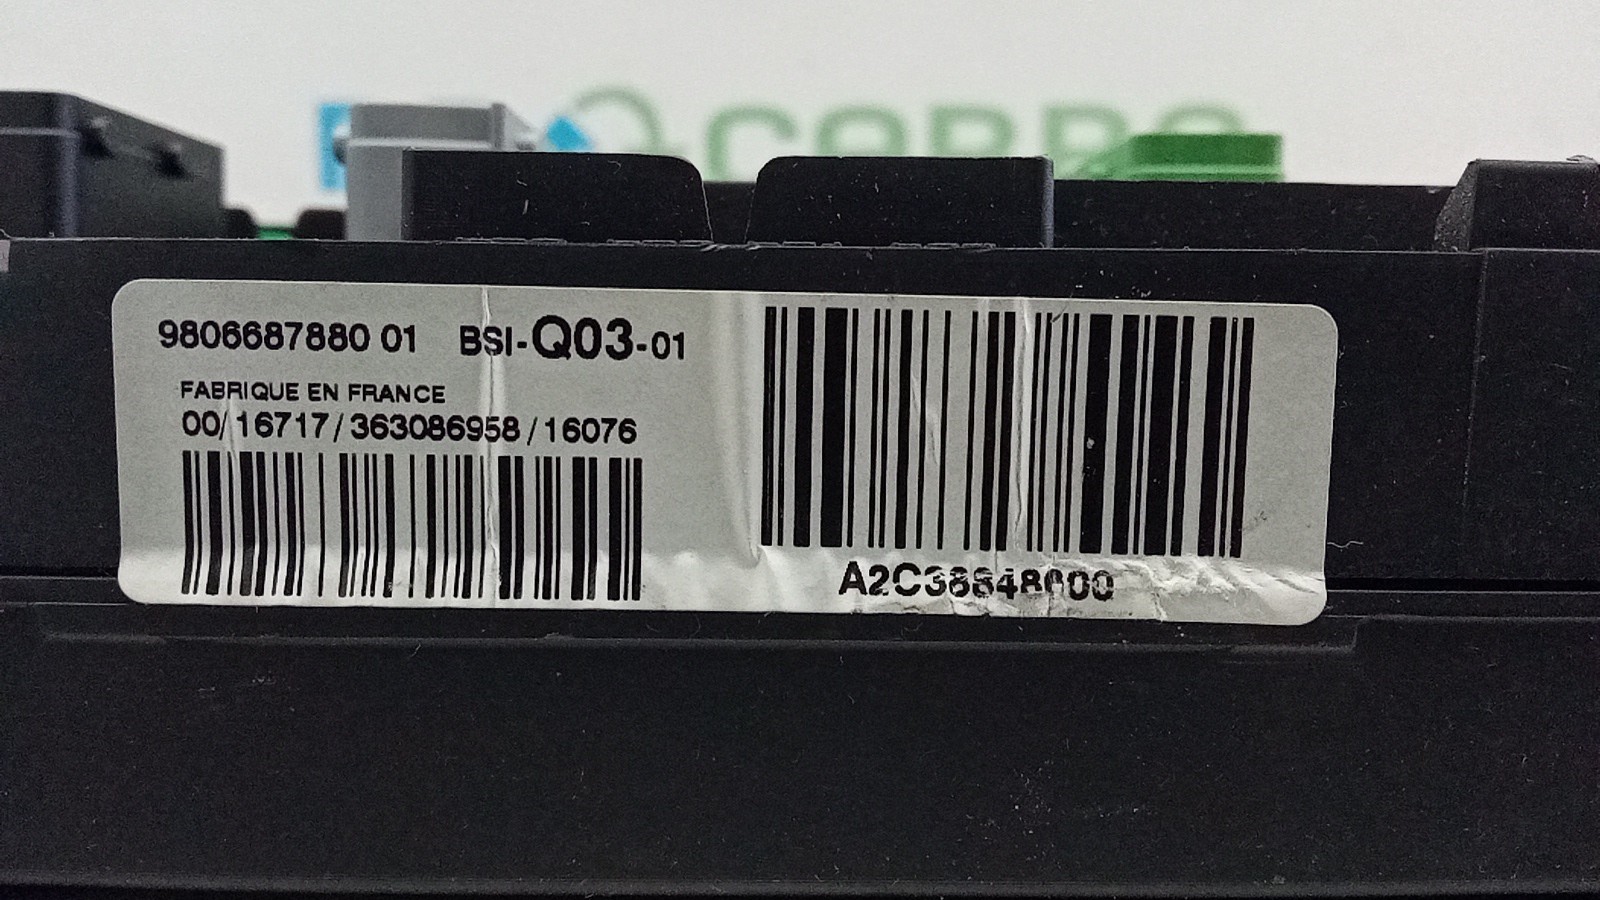 9806687880 01 BSI-Q03-01
FABRIQUE EN FRANCE
00/16717/363086958/16076